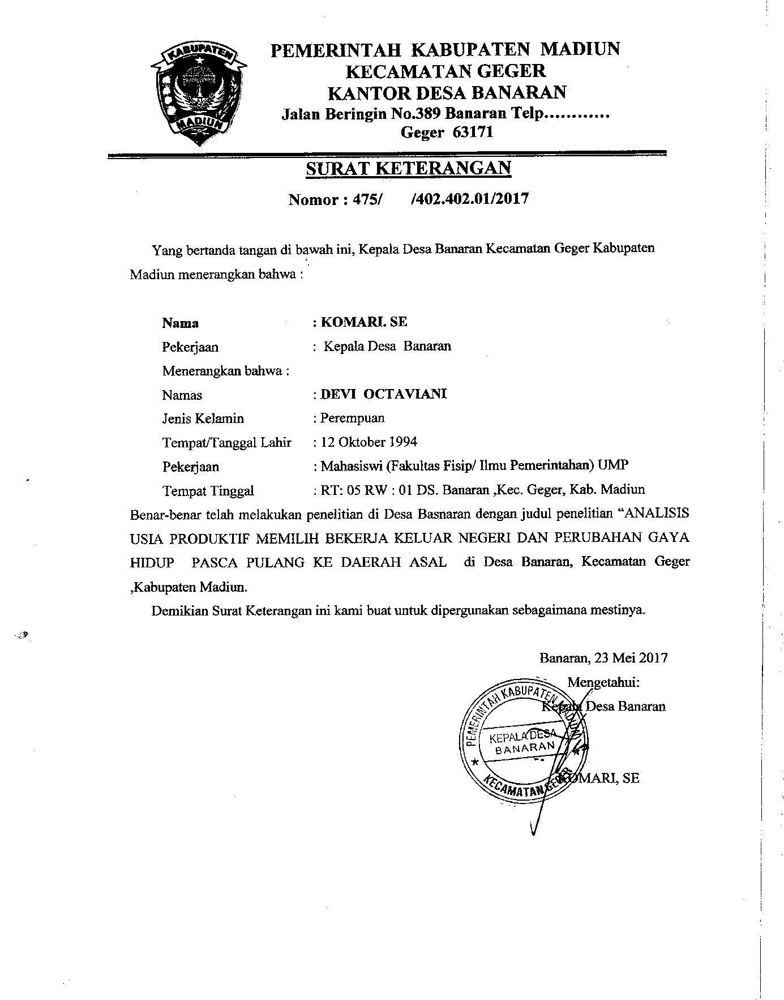 KABUPATEN
MADIUN
PEMERINTAH KABUPATEN MADIUN
KECAMATAN GEGER
KANTOR DESA BANARAN
Jalan Beringin No.389 Banaran Telp............
Geger 63171
SURAT KETERANGAN
Nomor : 475/ /402.402.01/2017
Yang bertanda tangan di bawah ini, Kepala Desa Banaran Kecamatan Geger Kabupaten
Madiun menerangkan bahwa :
Nama : KOMARI. SE
Pekerjaan : Kepala Desa Banaran
Menerangkan bahwa :
Namas : DEVI OCTAVIANI
Jenis Kelamin : Perempuan
Tempat/Tanggal Lahir : 12 Oktober 1994
Pekerjaan : Mahasiswi (Fakultas Fisip/ Ilmu Pemerintahan) UMP
Tempat Tinggal : RT: 05 RW : 01 DS. Banaran ,Kec. Geger, Kab. Madiun
Benar-benar telah melakukan penelitian di Desa Basnaran dengan judul penelitian “ANALISIS
USIA PRODUKTIF MEMILIH BEKERJA KELUAR NEGERI DAN PERUBAHAN GAYA
HIDUP PASCA PULANG KE DAERAH ASAL di Desa Banaran, Kecamatan Geger
,Kabupaten Madiun.
Demikian Surat Keterangan ini kami buat untuk dipergunakan sebagaimana mestinya.
Banaran, 23 Mei 2017
Mengetahui:
Kepala Desa Banaran
PEMERINTAH KABUPATEN MADIUN
KEPALA DESA
BANARAN
KECAMATAN GEGER
KOMARI, SE